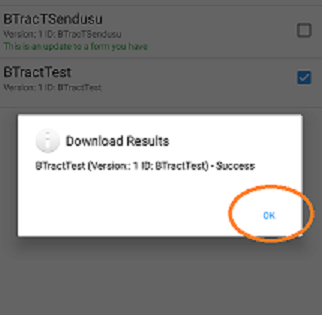 BTracTSendusu
Version: 1 ID: BTracTSendusu
This is an update to a form you have
BTractTest
Version: 1 ID: BTractTest
Download Results
BTractTest (Version:: 1 ID: BTractTest) - Success
OK